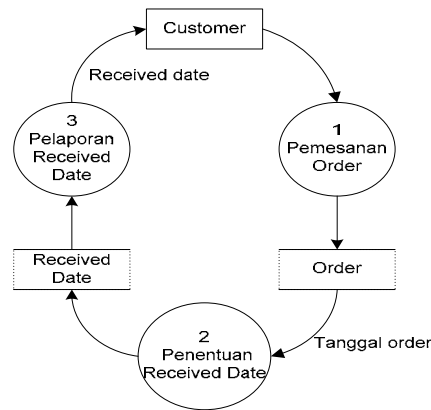 Customer
Received date
1
Pemesanan
Order
3
Pelaporan
Received
Date
Received
Date
Order
Tanggal order
2
Penentuan
Received Date